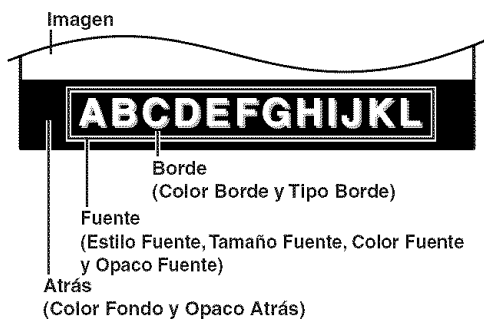 Imagen
ABCDEFGHIJKL
Borde
(Color Borde y Tipo Borde)
Fuente
(Estilo Fuente, Tamaño Fuente, Color Fuente
y Opaco Fuente)
Atrás
(Color Fondo y Opaco Atrás)